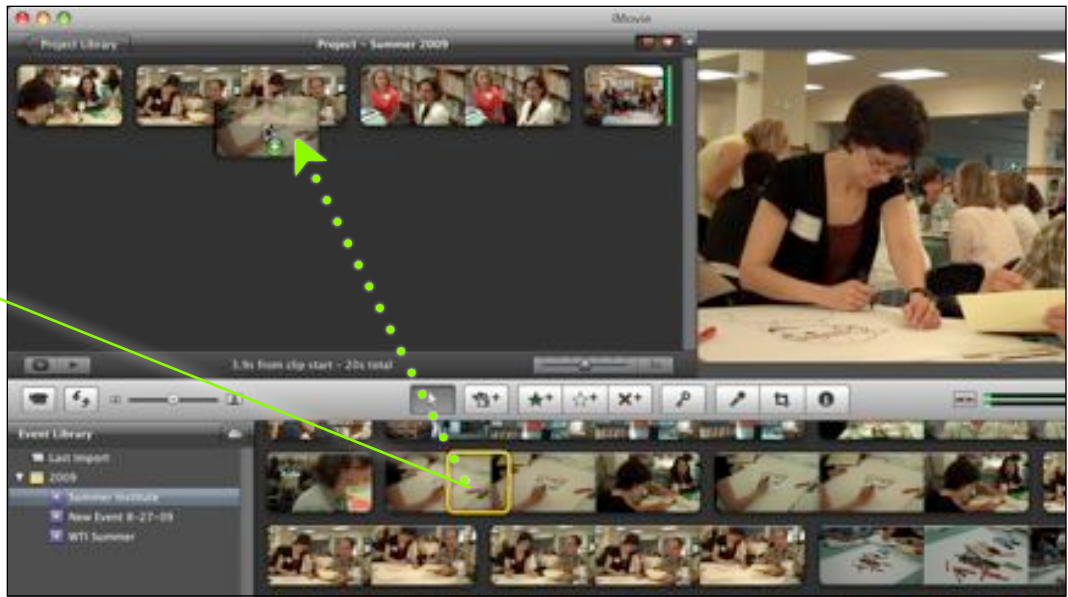 iMovie
Project Library
Project - Summer 2009
3.9s from clip start - 20s total
Event Library
Last Import
2009
Summer Institute
New Event 8-27-09
WTI Summer